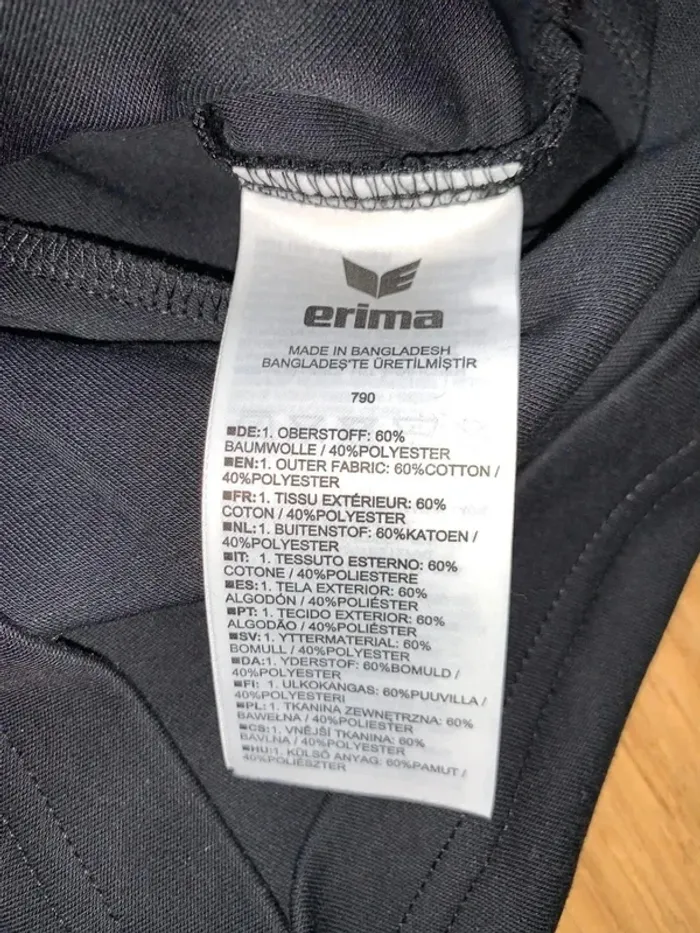 erima
MADE IN BANGLADESH
BANGLADEŞ'TE ÜRETİLMİŞTİR
790
DE:1. OBERSTOFF: 60%
BAUMWOLLE / 40%POLYESTER
EN:1. OUTER FABRIC: 60%COTTON /
40%POLYESTER
FR:1. TISSU EXTÉRIEUR: 60%
COTON / 40%POLYESTER
NL:1. BUITENSTOF: 60%KATOEN /
40%POLYESTER
IT: 1. TESSUTO ESTERNO: 60%
COTONE / 40%POLIESTERE
ES:1. TELA EXTERIOR: 60%
ALGODÓN / 40%POLIÉSTER
PT:1. TECIDO EXTERIOR: 60%
ALGODÃO / 40%POLIÉSTER
SV:1. YTTERMATERIAL: 60%
BOMULL / 40%POLYESTER
DA:1. YDERSTOF: 60%BOMULD /
40%POLYESTER
FI: 1. ULKOKANGAS: 60%PUUVILLA /
40%POLYESTERI
PL:1. TKANINA ZEWNĘTRZNA: 60%
BAWEŁNA / 40%POLIESTER
CS:1. VNĚJŠÍ TKANINA: 60%
BAVLNA / 40%POLYESTER
HU:1. KÜLSŐ ANYAG: 60%PAMUT /
40%POLIÉSZTER